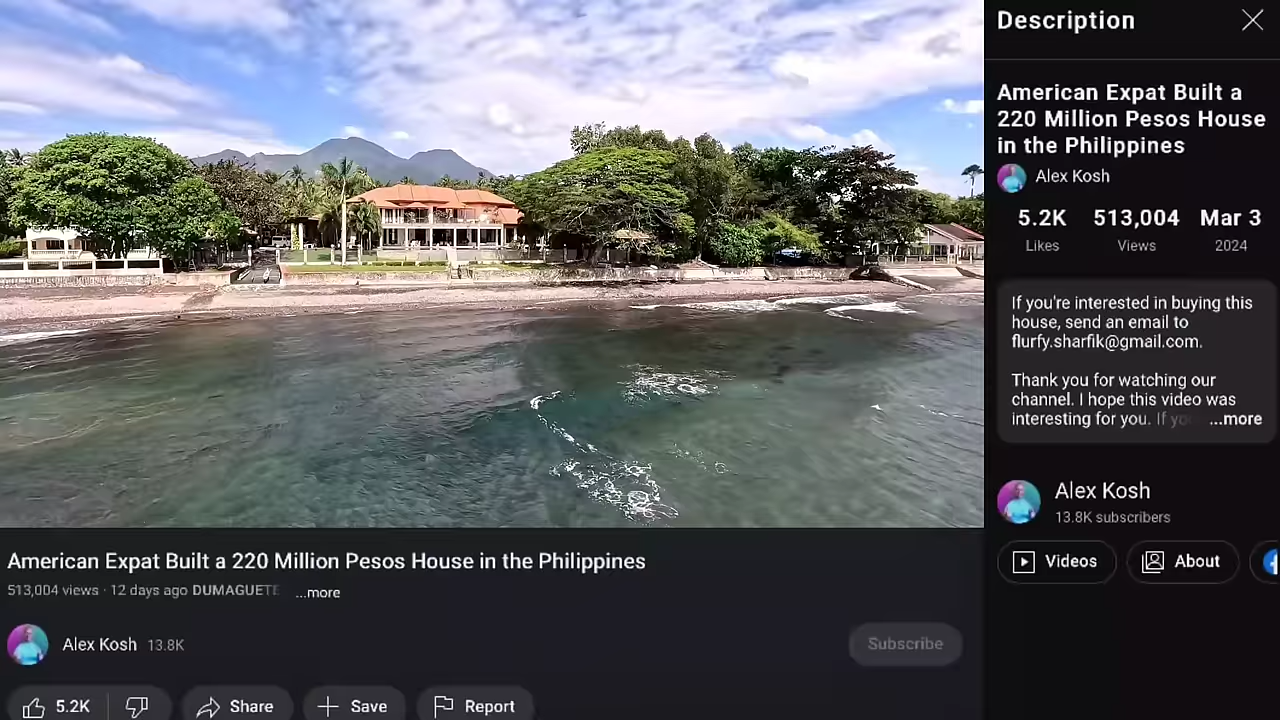 American Expat Built a 220 Million Pesos House in the Philippines
513,004 views · 12 days ago DUMAGUETE ...more
Alex Kosh 13.8K
Subscribe
5.2K
Share
Save
Report
Description
American Expat Built a
220 Million Pesos House
in the Philippines
Alex Kosh
5.2K 513,004 Mar 3
Likes Views 2024
If you're interested in buying this
house, send an email to
flurfy.sharfik@gmail.com.
Thank you for watching our
channel. I hope this video was
interesting for you. If yo ...more
Alex Kosh
13.8K subscribers
Videos
About